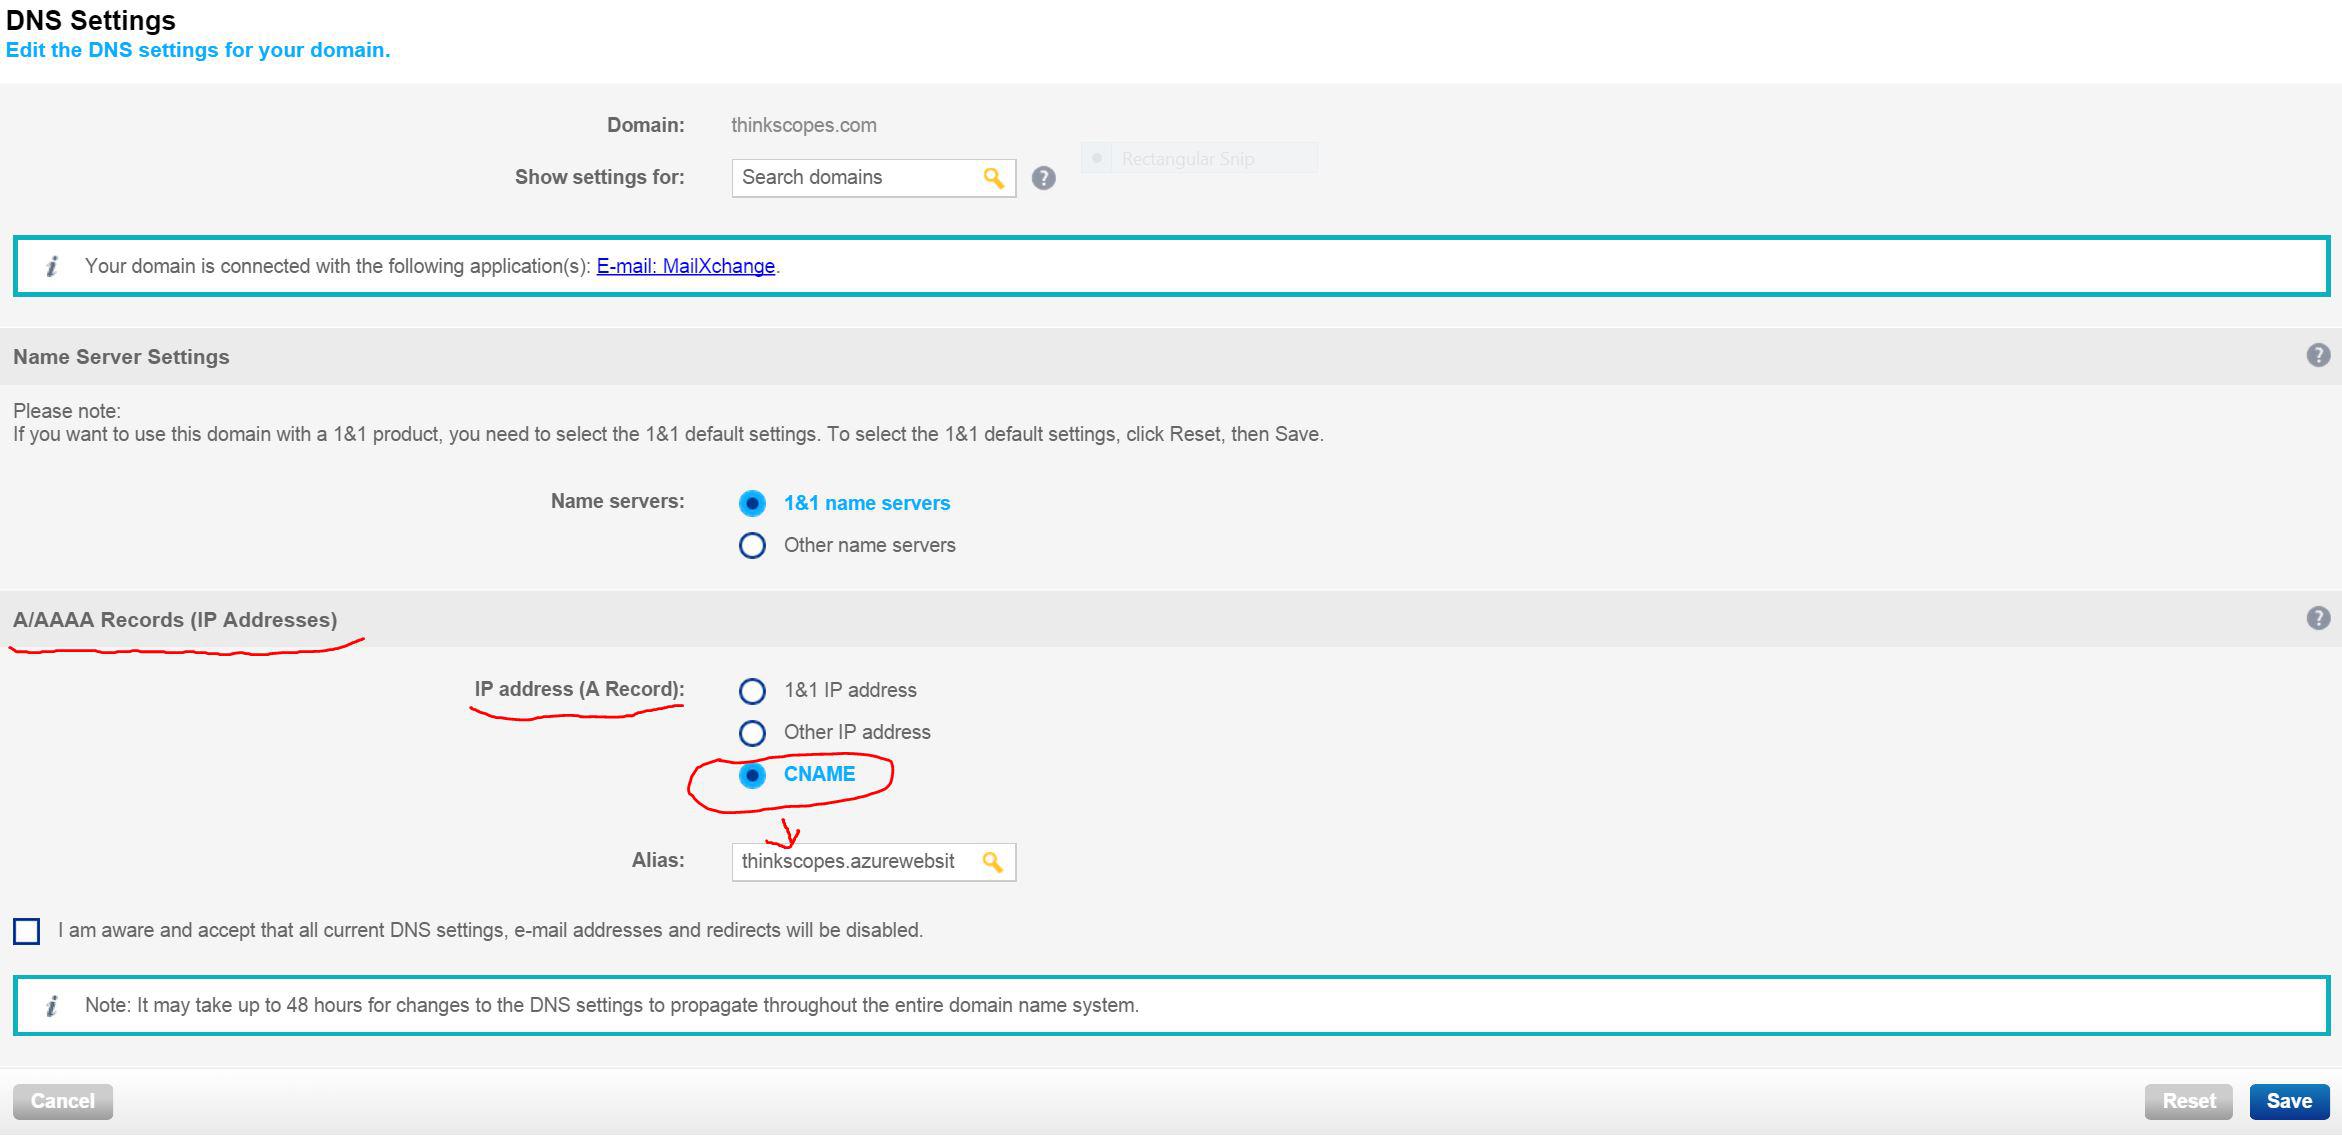 DNS Settings
Edit the DNS settings for your domain.
Domain: thinkscopes.com
Rectangular Snip
Show settings for: Search domains ?
i Your domain is connected with the following application(s): E-mail: MailXchange.
Name Server Settings ?
Please note:
If you want to use this domain with a 1&1 product, you need to select the 1&1 default settings. To select the 1&1 default settings, click Reset, then Save.
Name servers: 1&1 name servers
Other name servers
A/AAAA Records (IP Addresses) ?
IP address (A Record): 1&1 IP address
Other IP address
CNAME
Alias: thinkscopes.azurewebsit
I am aware and accept that all current DNS settings, e-mail addresses and redirects will be disabled.
i Note: It may take up to 48 hours for changes to the DNS settings to propagate throughout the entire domain name system.
Cancel Reset Save